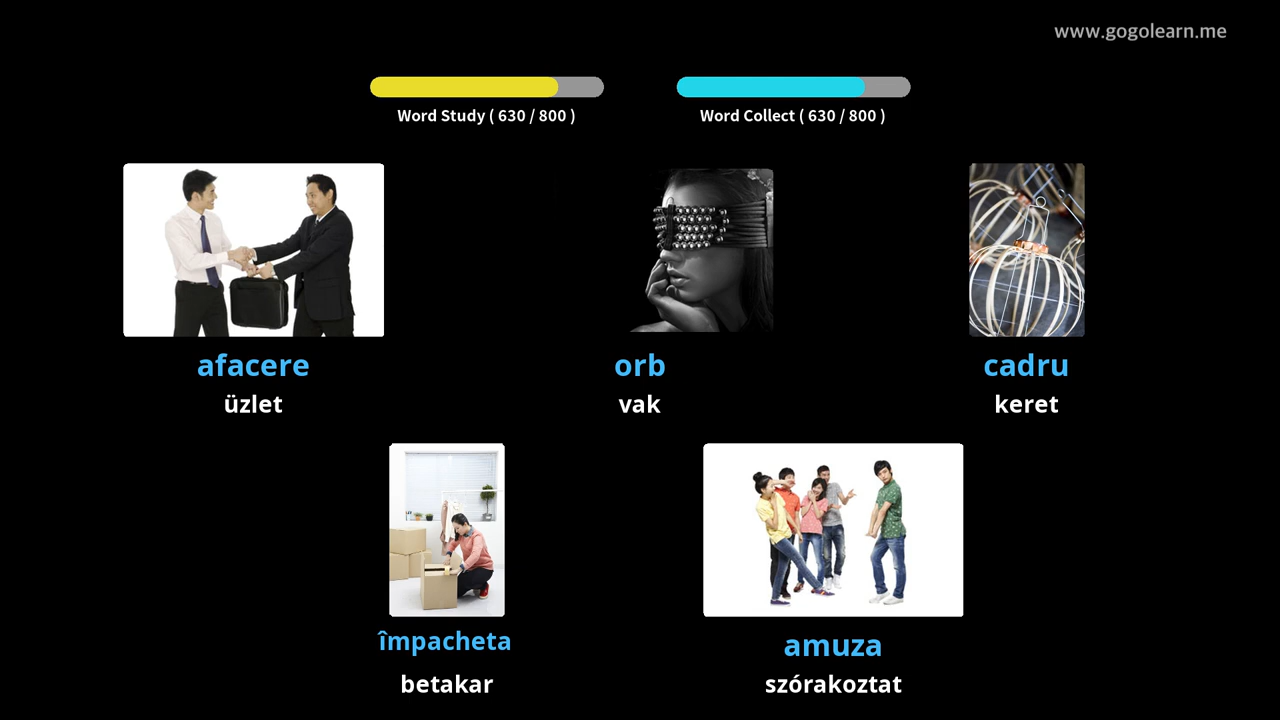 www.gogolearn.me
Word Study ( 630 / 800 )
Word Collect ( 630 / 800 )
afacere
üzlet
orb
vak
cadru
keret
împacheta
betakar
amuza
szórakoztat